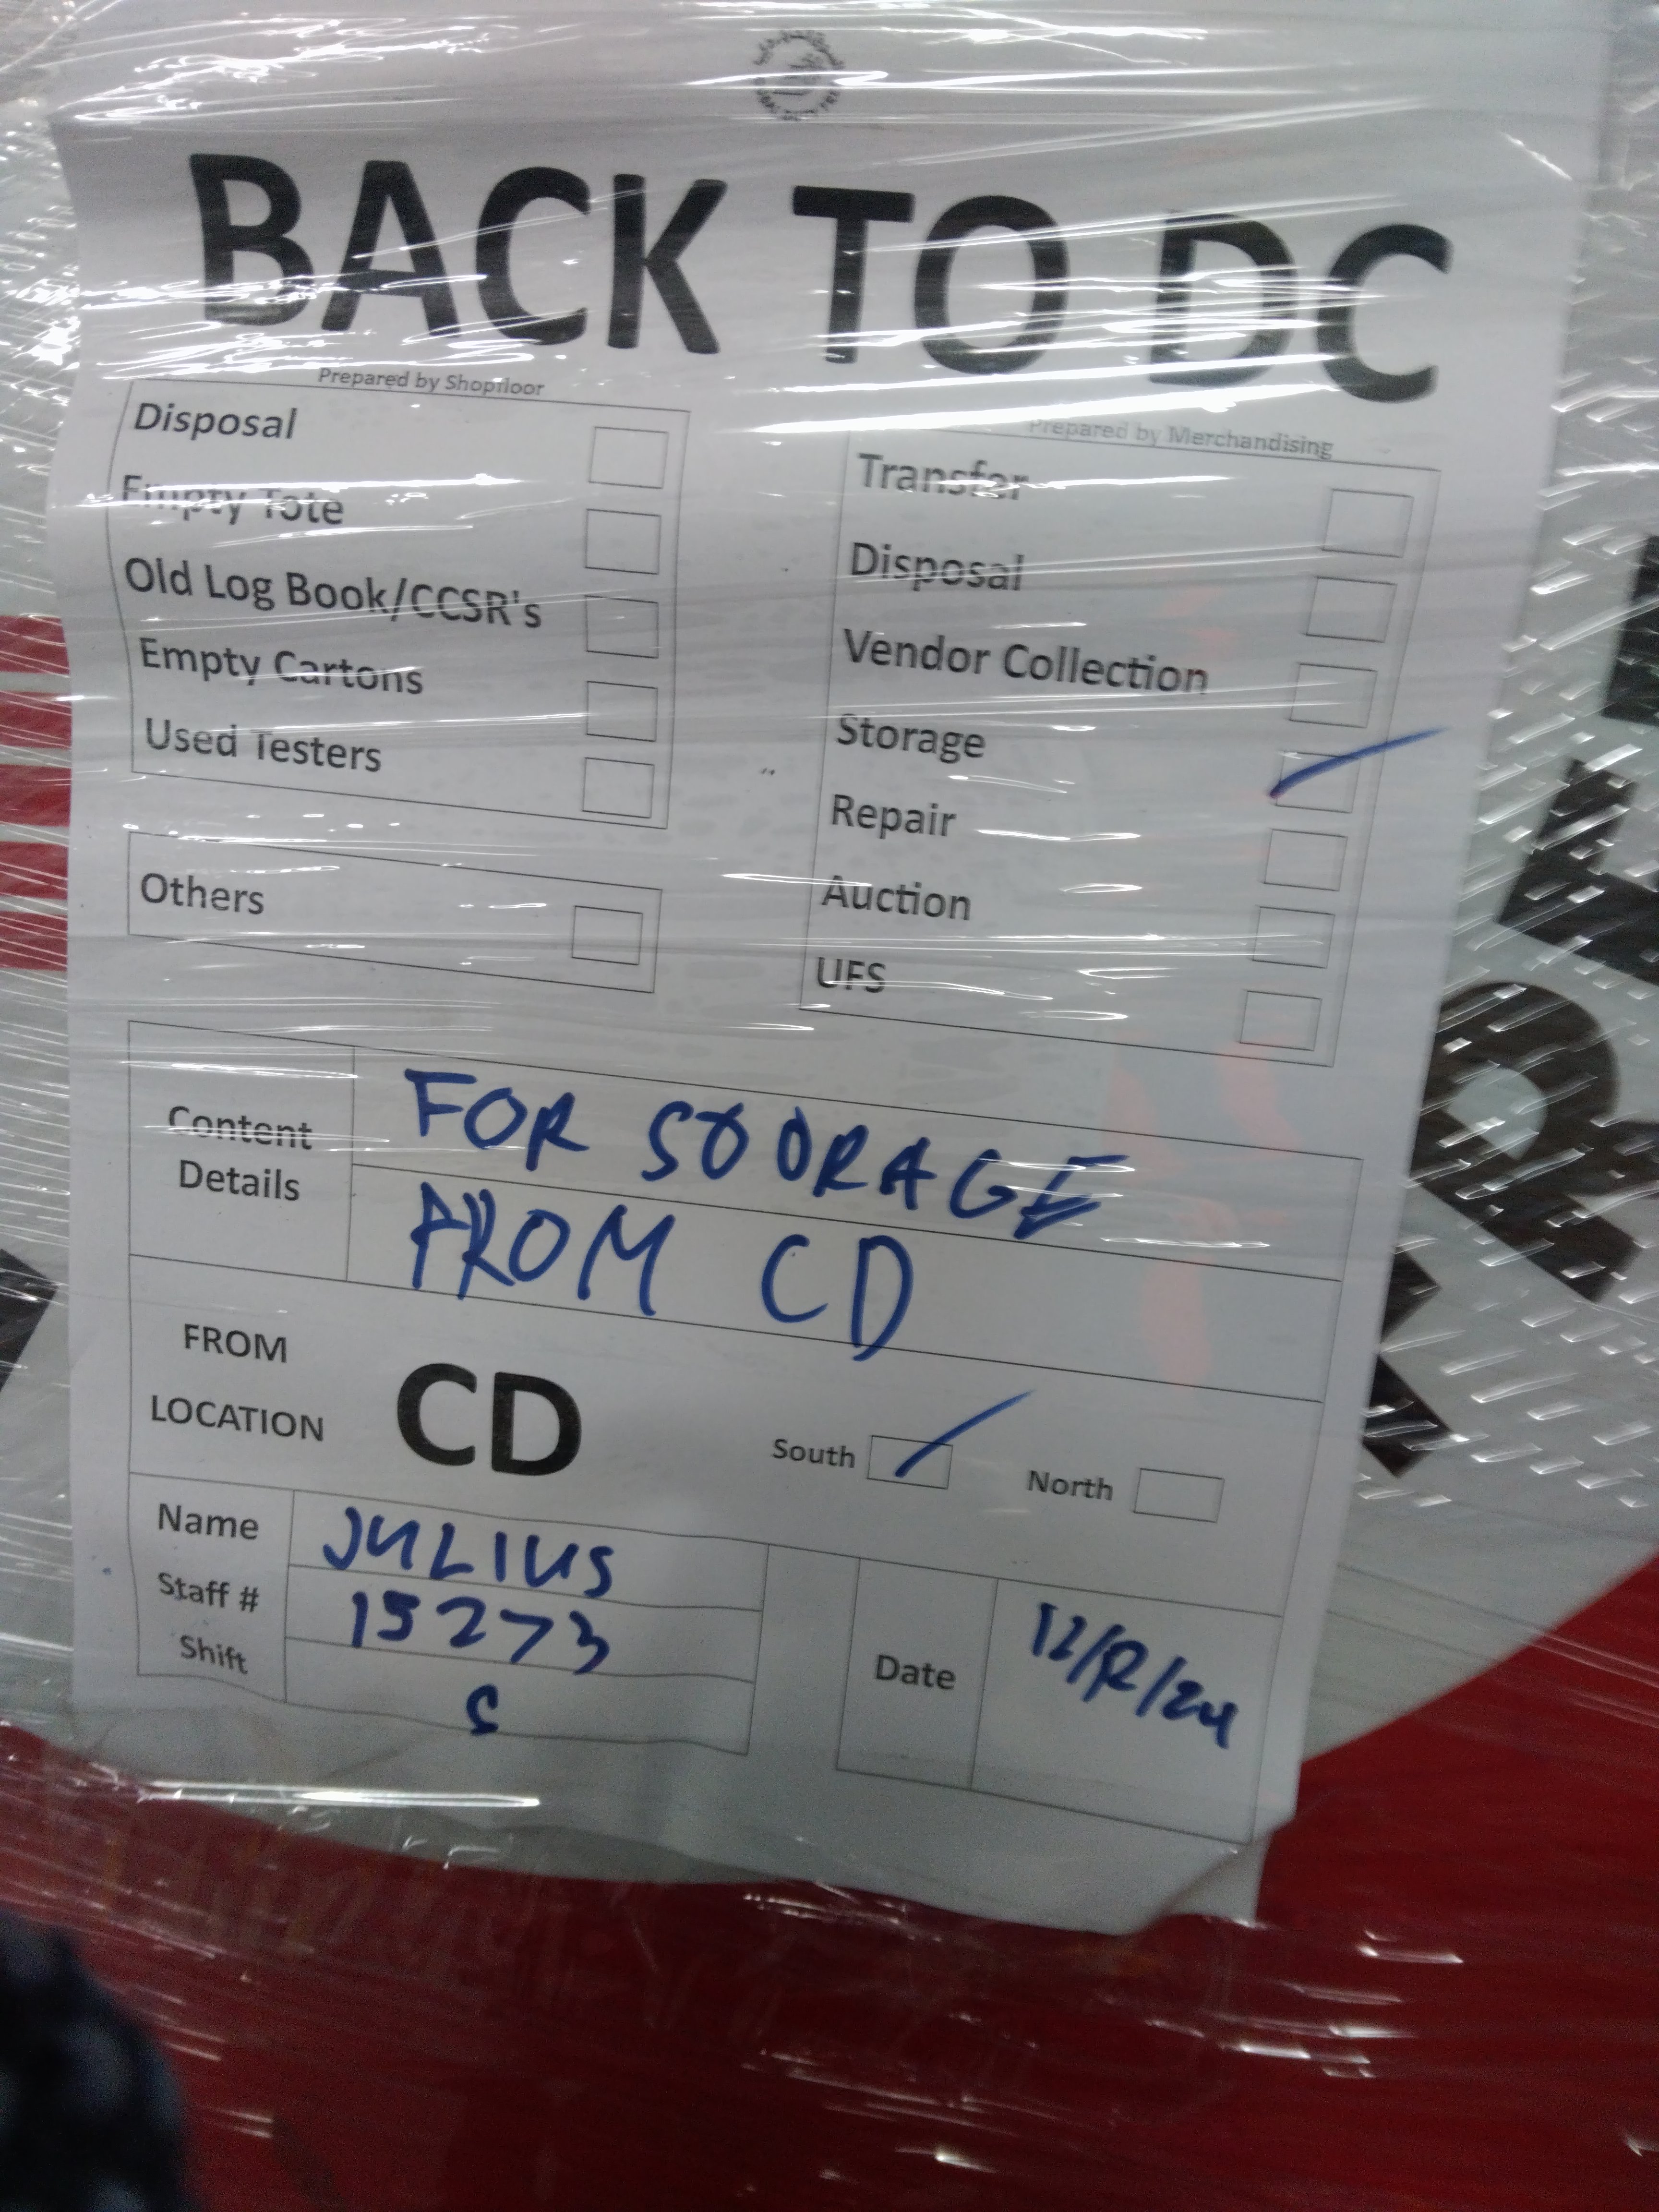 BACK TO DC
Prepared by Shopfloor
Disposal
Empty Tote
Old Log Book/CCSR's
Empty Cartons
Used Testers
Others
Prepared by Merchandising
Transfer
Disposal
Vendor Collection
Storage
Repair
Auction
UFS
Content
Details
FOR STORAGE
FROM CD
FROM
LOCATION
CD
South
North
Name
JULIUS
Staff #
15273
Shift
S
Date
12/12/24